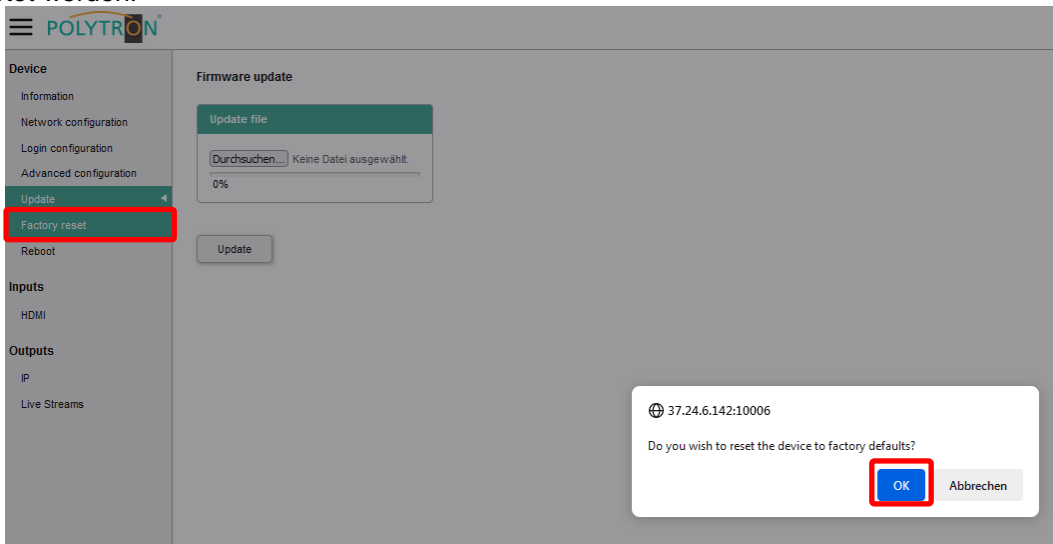 POLYTRON
Device
Information
Network configuration
Login configuration
Advanced configuration
Update
Factory reset
Reboot
Inputs
HDMI
Outputs
IP
Live Streams
Firmware update
Update file
Durchsuchen... Keine Datei ausgewählt.
0%
Update
37.24.6.142:10006
Do you wish to reset the device to factory defaults?
OK Abbrechen